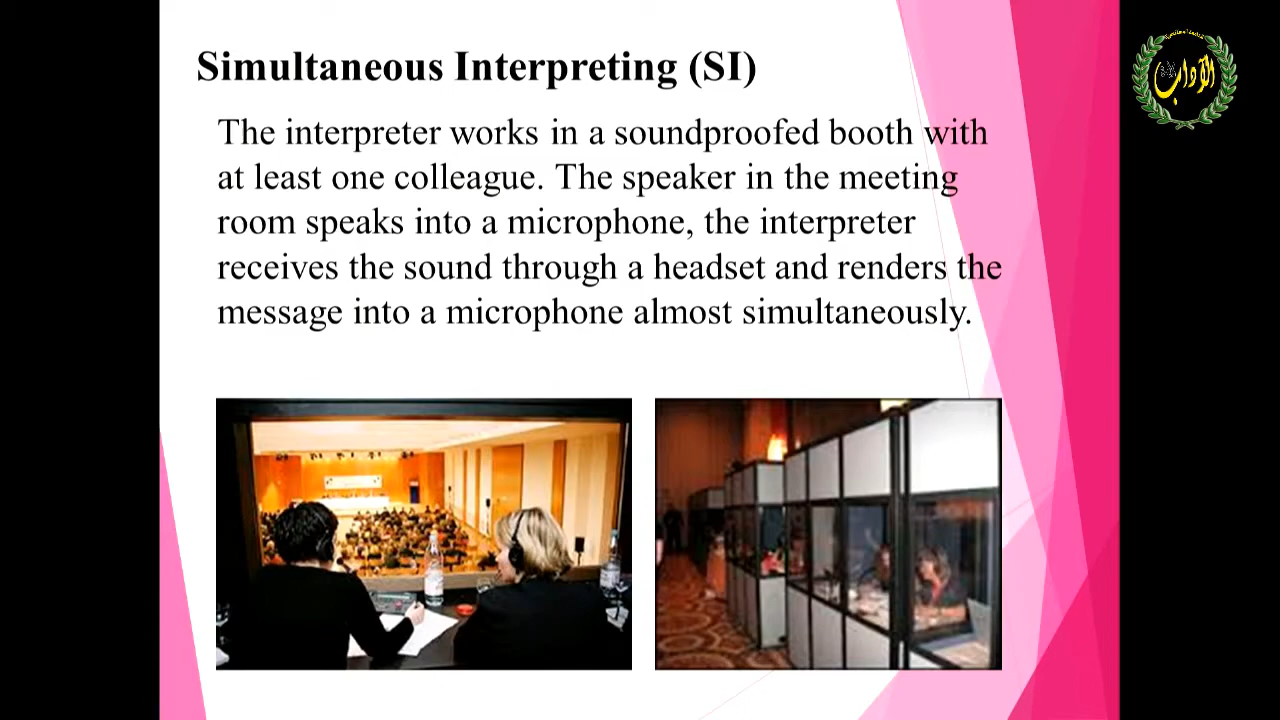 Simultaneous Interpreting (SI)
The interpreter works in a soundproofed booth with
at least one colleague. The speaker in the meeting
room speaks into a microphone, the interpreter
receives the sound through a headset and renders the
message into a microphone almost simultaneously.
الآداب